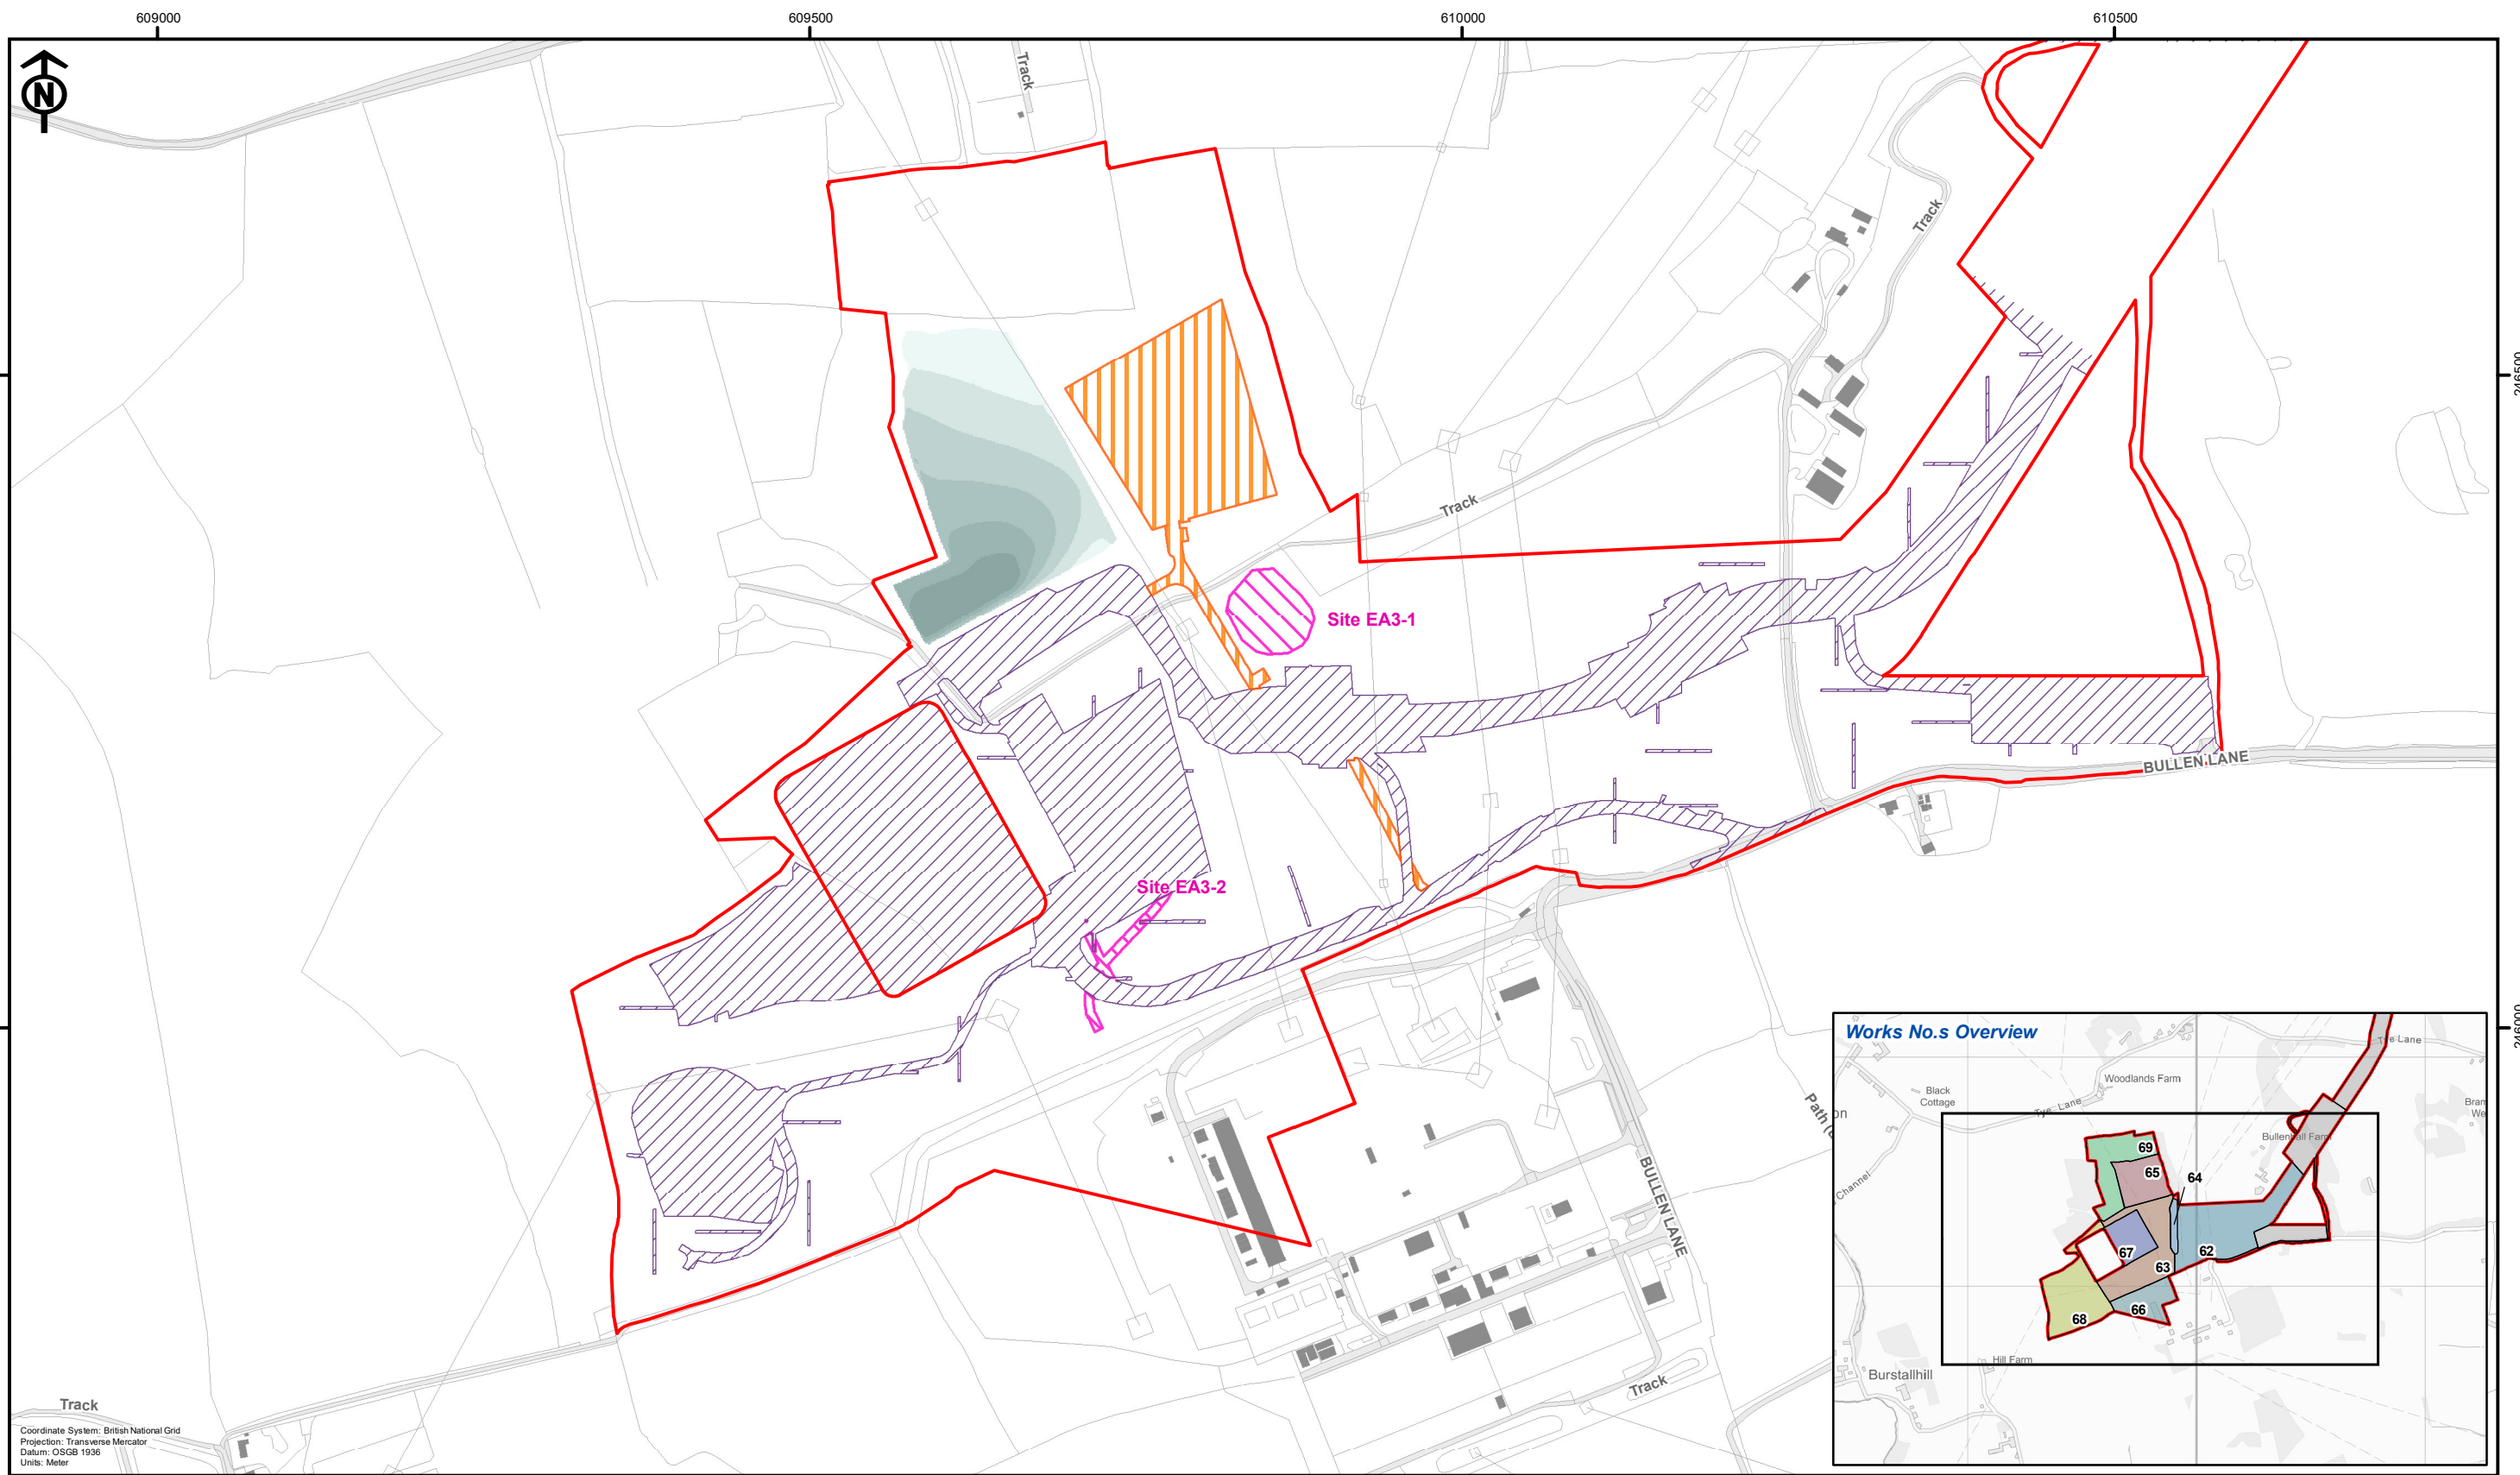 609000
609500
610000
610500
N
Track
Track
246500
Track
Site EA3-1
BULLEN LANE
Site EA3-2
246000
BULLEN LANE
Track
Track
Coordinate System: British National Grid
Projection: Transverse Mercator
Datum: OSGB 1936
Units: Meter
Works No.s Overview
Tye Lane
Woodlands Farm
Black
Cottage
Tye Lane
Bullenhall Farm
Channel
69
65
64
67
62
63
66
68
Hill Farm
Burstallhill